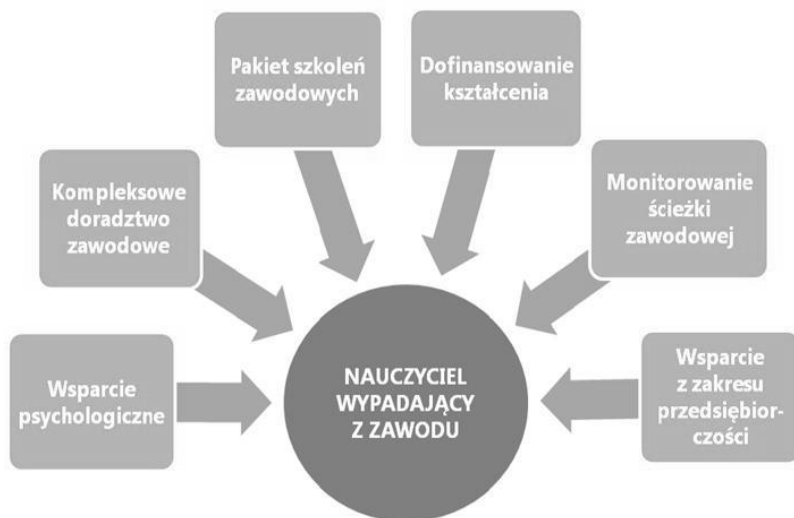 Pakiet szkoleń
zawodowych
Dofinansowanie
kształcenia
Kompleksowe
doradztwo
zawodowe
Monitorowanie
ścieżki
zawodowej
Wsparcie
psychologiczne
NAUCZYCIEL
WYPADAJĄCY
Z ZAWODU
Wsparcie
z zakresu
przedsiębior-
czości